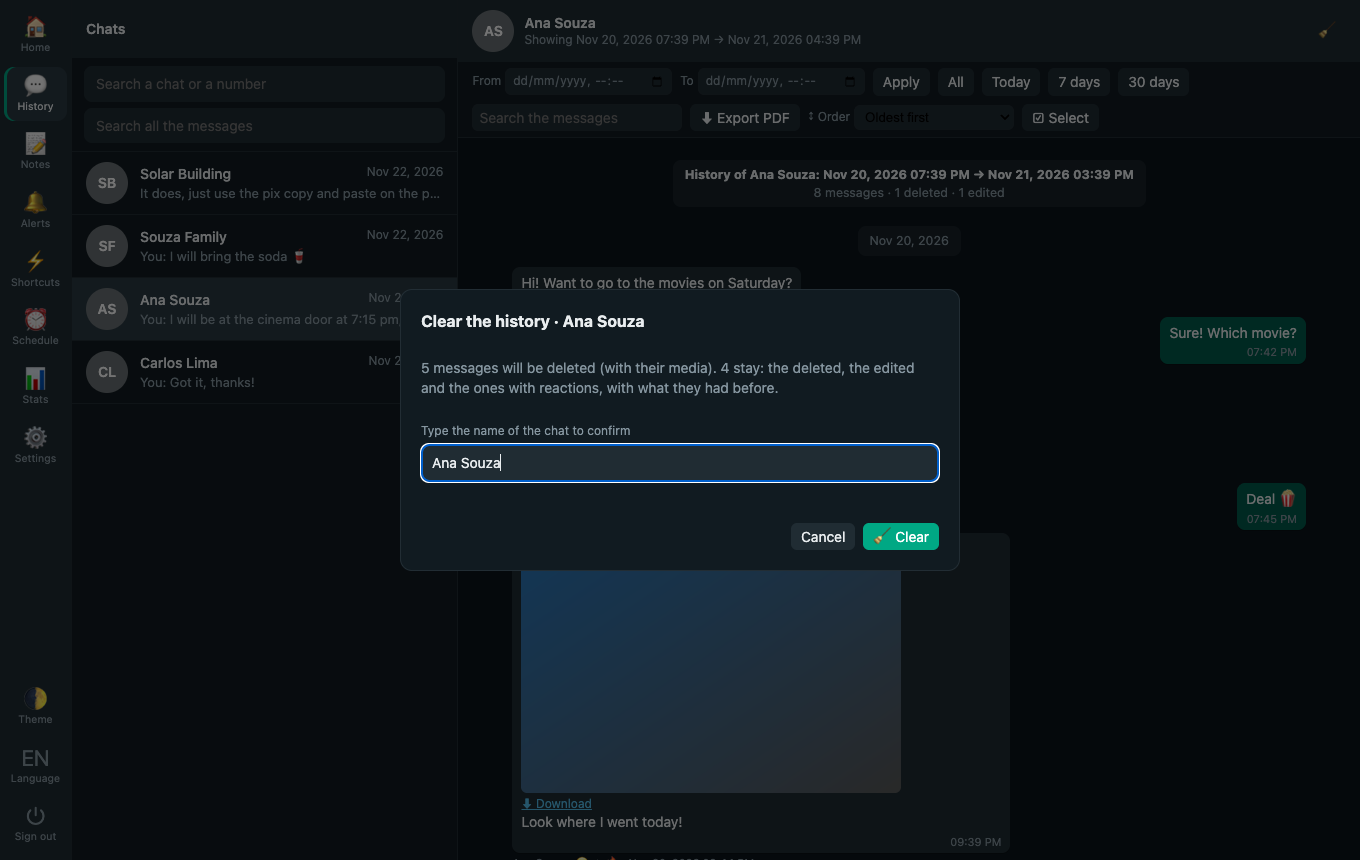 Home
History
Notes
Alerts
Shortcuts
Schedule
Stats
Settings
Theme
EN
Language
Sign out
Chats
Search a chat or a number
Search all the messages
SB
Solar Building
Nov 22, 2026
It does, just use the pix copy and paste on the p...
SF
Souza Family
Nov 22, 2026
You: I will bring the soda 🥤
AS
Ana Souza
Nov 2
You: I will be at the cinema door at 7:15 pm,
CL
Carlos Lima
Nov 2
You: Got it, thanks!
AS
Ana Souza
Showing Nov 20, 2026 07:39 PM → Nov 21, 2026 04:39 PM
From dd/mm/yyyy, --:-- To dd/mm/yyyy, --:-- Apply All Today 7 days 30 days
Search the messages ⬇ Export PDF ↕ Order Oldest first ☑ Select
History of Ana Souza: Nov 20, 2026 07:39 PM → Nov 21, 2026 03:39 PM
8 messages · 1 deleted · 1 edited
Nov 20, 2026
Hi! Want to go to the movies on Saturday?
Sure! Which movie?
07:42 PM
Clear the history · Ana Souza
5 messages will be deleted (with their media). 4 stay: the deleted, the edited
and the ones with reactions, with what they had before.
Type the name of the chat to confirm
Ana Souza
Cancel 🧹 Clear
Deal 🍿
07:45 PM
⬇ Download
Look where I went today!
09:39 PM